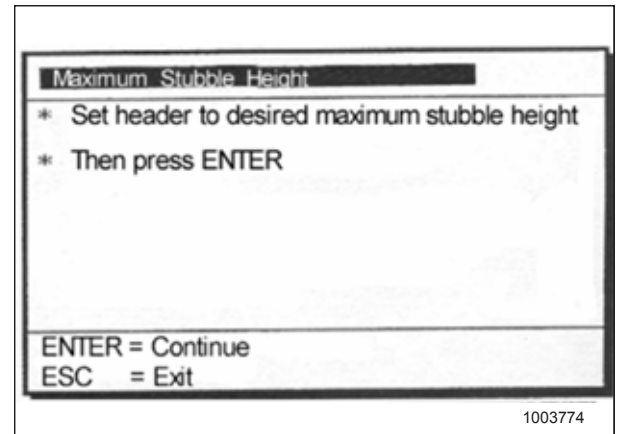 Maximum Stubble Height
* Set header to desired maximum stubble height
* Then press ENTER
ENTER = Continue
ESC = Exit
1003774